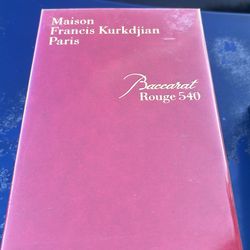 Maison
Francis Kurkdjian
Paris
Baccarat
Rouge 540